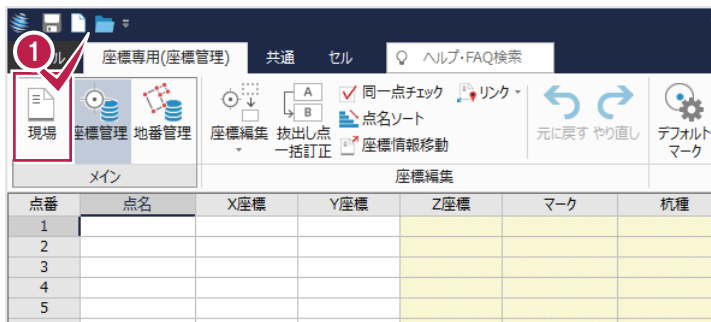 1
ル 座標専用(座標管理) 共通 セル ヘルプ・FAQ検索
現場 座標管理 地番管理 座標編集 抜出し点一括訂正 A B 同一点チェック リンク 点名ソート 座標情報移動 元に戻す やり直し デフォルトマーク
メイン 座標編集
点番 点名 X座標 Y座標 Z座標 マーク 杭種
1
2
3
4
5